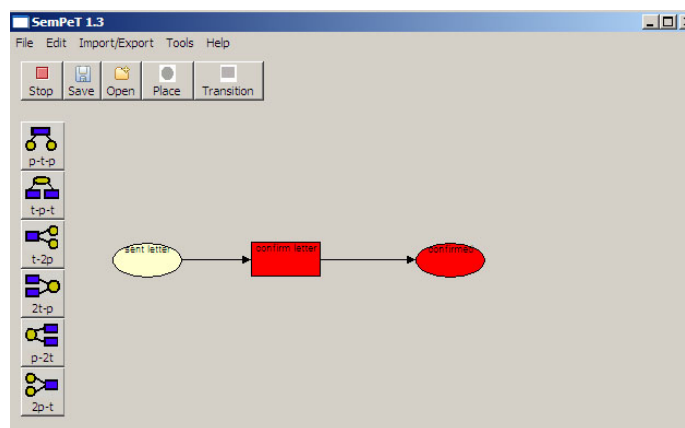 SemPeT 1.3
File Edit Import/Export Tools Help
Stop Save Open Place Transition
p-t-p
t-p-t
t-2p
2t-p
p-2t
2p-t
sent letter confirm letter confirmed